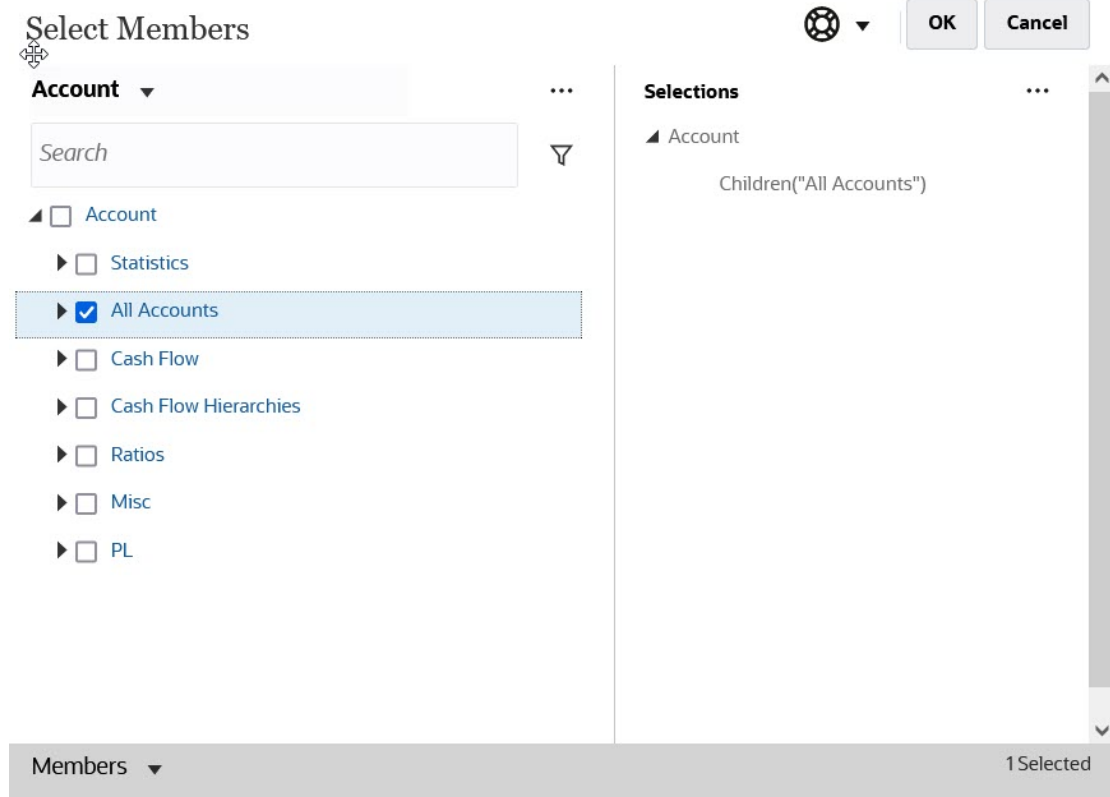 Select Members
OK
Cancel
Account
Search
Account
Statistics
All Accounts
Cash Flow
Cash Flow Hierarchies
Ratios
Misc
PL
Selections
Account
Children("All Accounts")
Members
1 Selected